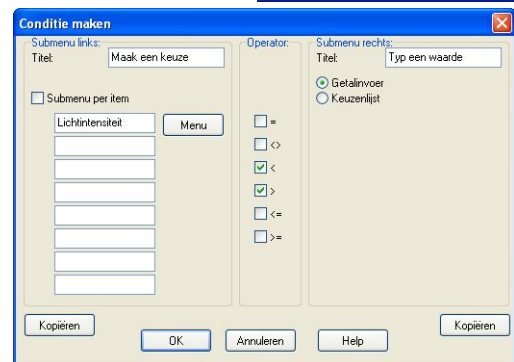 Conditie maken
Submenu links:
Titel: Maak een keuze
Submenu per item
Lichtintensiteit
Menu
Kopiëren
Operator:
=
<>
<
>
<=
>=
Submenu rechts:
Titel: Typ een waarde
Getalinvoer
Keuzenlijst
Kopiëren
OK
Annuleren
Help